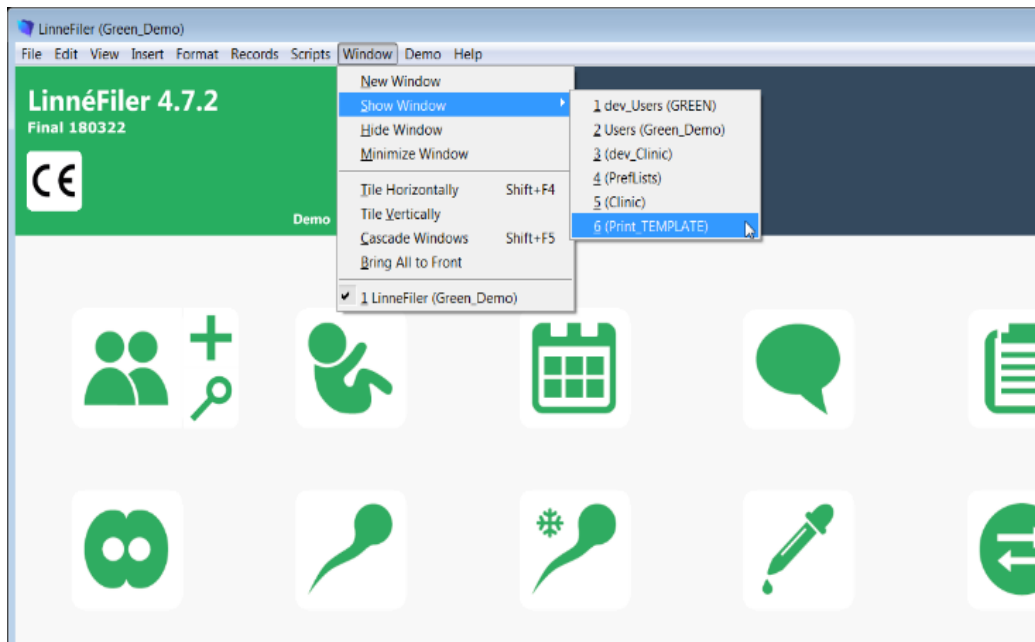 LinneFiler (Green_Demo)
File Edit View Insert Format Records Scripts Window Demo Help
LinnéFiler 4.7.2
Final 180322
CE
Demo
New Window
Show Window
Hide Window
Minimize Window
Tile Horizontally Shift+F4
Tile Vertically
Cascade Windows Shift+F5
Bring All to Front
1 LinneFiler (Green_Demo)
1 dev_Users (GREEN)
2 Users (Green_Demo)
3 (dev_Clinic)
4 (PrefLists)
5 (Clinic)
6 (Print_TEMPLATE)